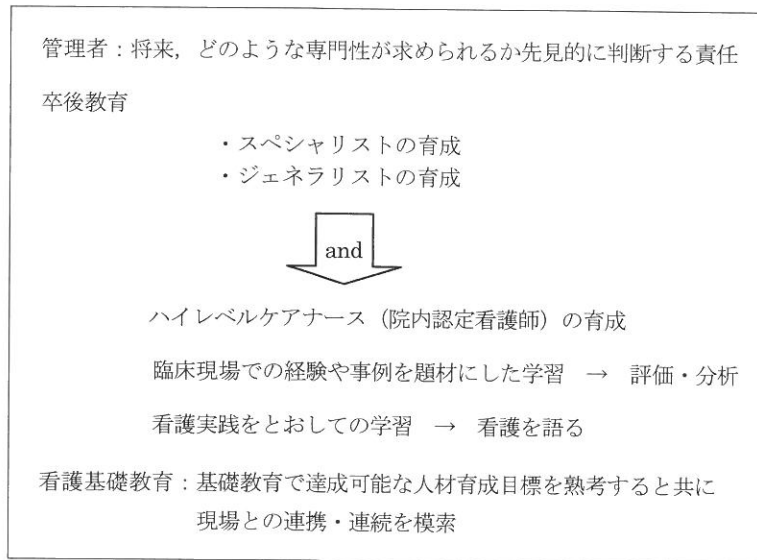 管理者：将来，どのような専門性が求められるか先見的に判断する責任
卒後教育
・スペシャリストの育成
・ジェネラリストの育成
and
ハイレベルケアナース（院内認定看護師）の育成
臨床現場での経験や事例を題材にした学習　→　評価・分析
看護実践をとおしての学習　→　看護を語る
看護基礎教育：基礎教育で達成可能な人材育成目標を熟考すると共に
現場との連携・連続を模索